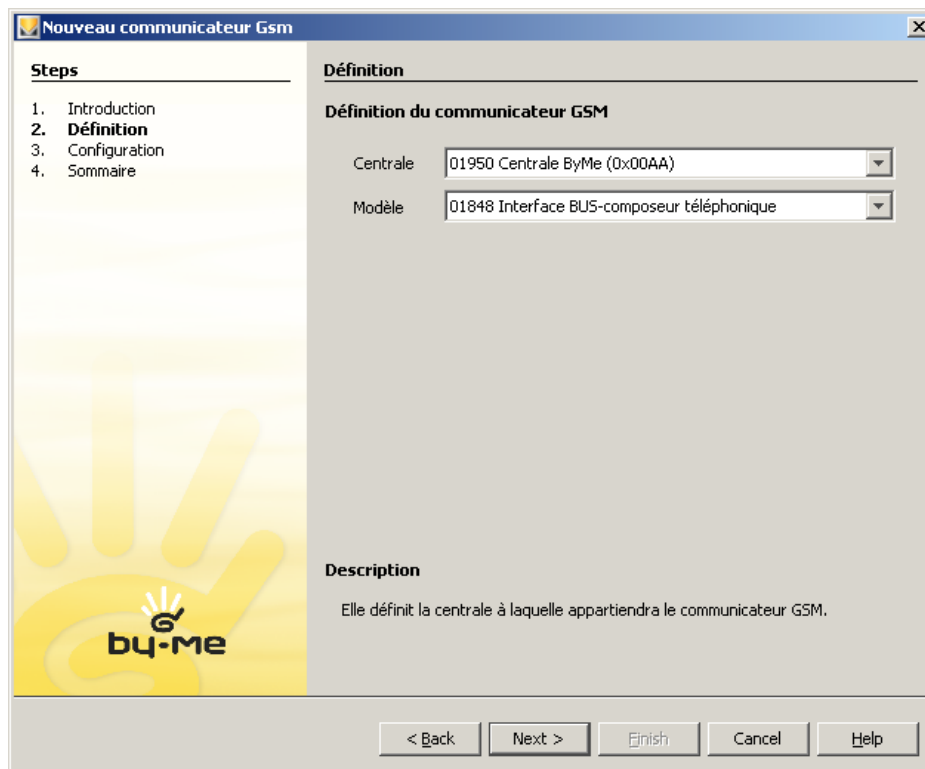 Nouveau communicateur Gsm
Steps
1. Introduction
2. Définition
3. Configuration
4. Sommaire
by-me
Définition
Définition du communicateur GSM
Centrale 01950 Centrale ByMe (0x00AA)
Modèle 01848 Interface BUS-composeur téléphonique
Description
Elle définit la centrale à laquelle appartiendra le communicateur GSM.
< Back Next > Finish Cancel Help